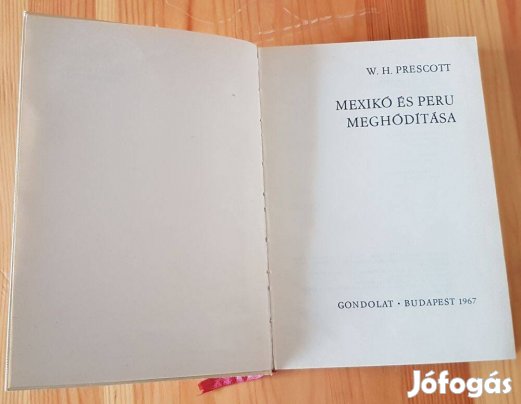 W. H. PRESCOTT
MEXIKÓ ÉS PERU
MEGHÓDÍTÁSA
GONDOLAT • BUDAPEST 1967
Jófogás